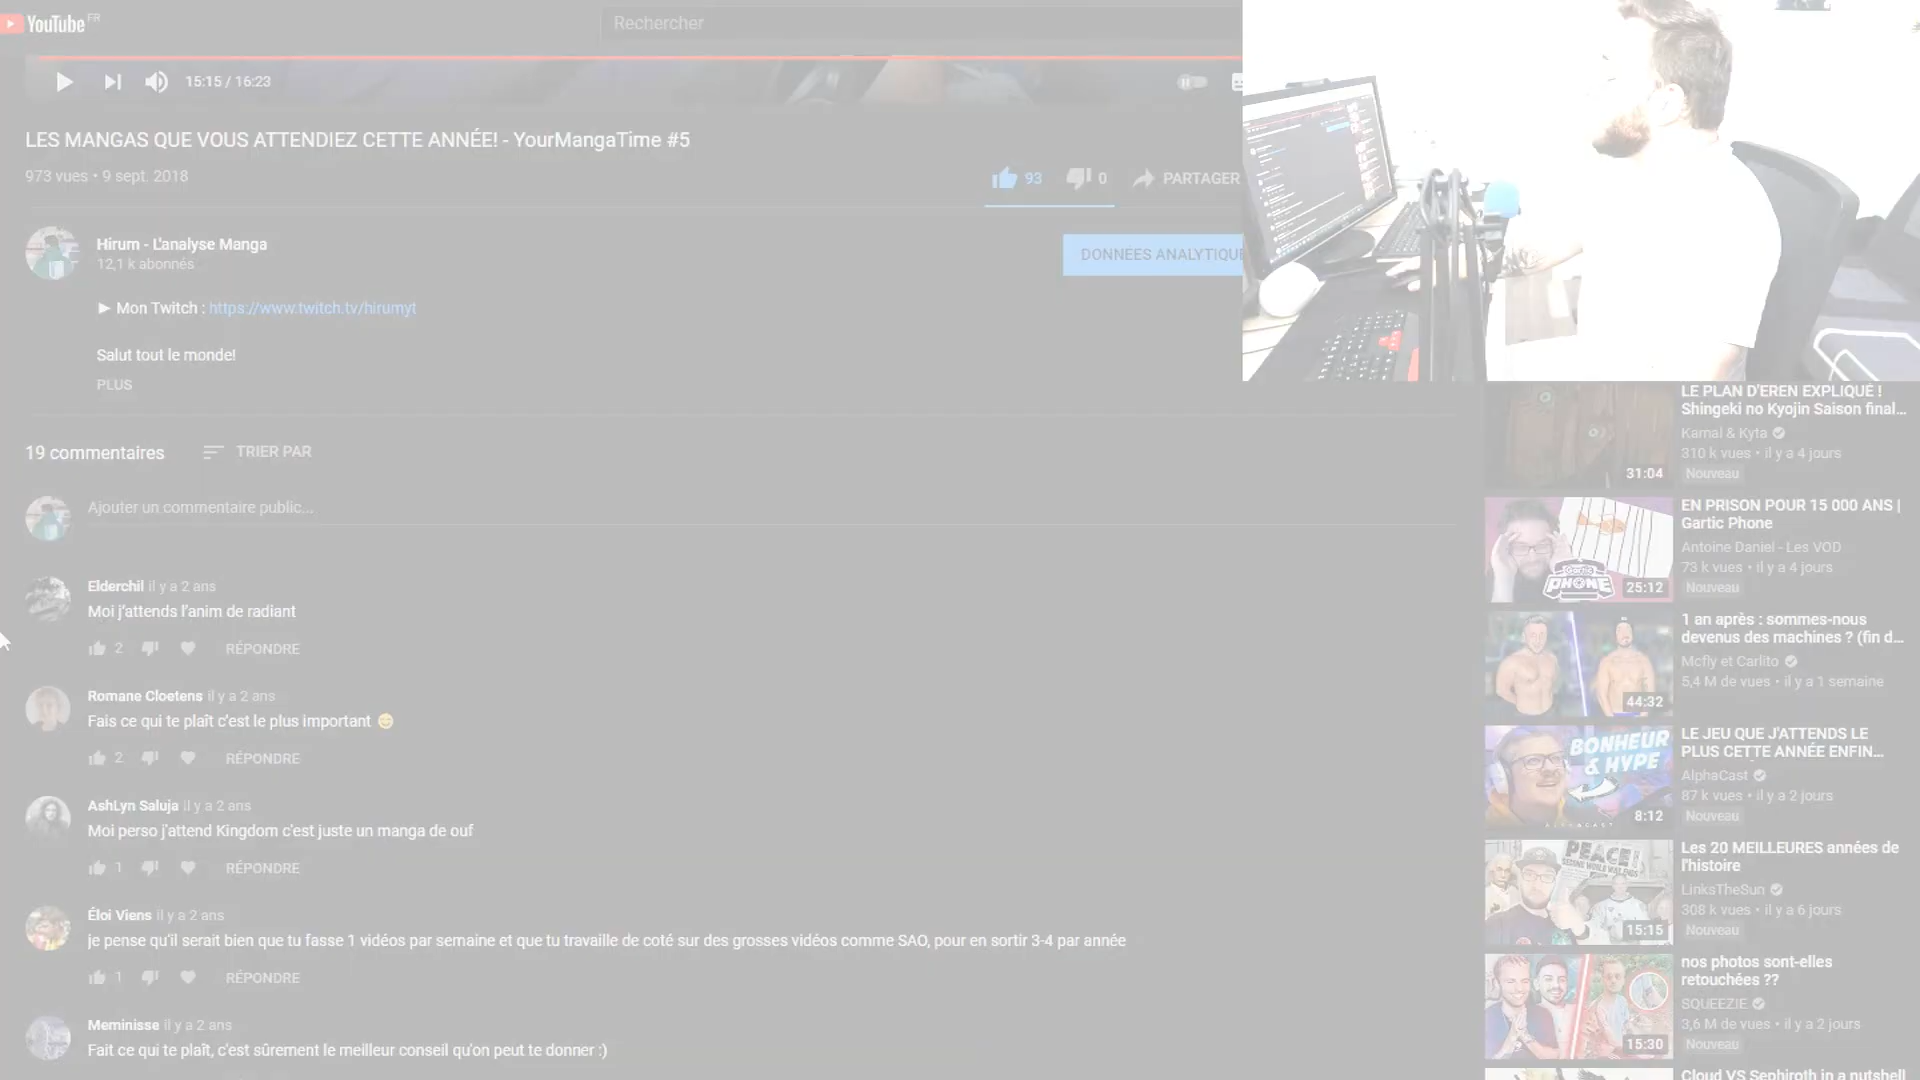 YouTube FR
Rechercher
15:15 / 16:23
LES MANGAS QUE VOUS ATTENDIEZ CETTE ANNÉE! - YourMangaTime #5
973 vues • 9 sept. 2018
93
0
PARTAGER
Hirum - L'analyse Manga
12,1 k abonnés
DONNÉES ANALYTIQUE
► Mon Twitch : https://www.twitch.tv/hirumyt
Salut tout le monde!
PLUS
19 commentaires
TRIER PAR
Ajouter un commentaire public...
Elderchil il y a 2 ans
Moi j'attends l'anim de radiant
2
RÉPONDRE
Romane Cloetens il y a 2 ans
Fais ce qui te plaît c'est le plus important
2
RÉPONDRE
AshLyn Saluja il y a 2 ans
Moi perso j'attend Kingdom c'est juste un manga de ouf
1
RÉPONDRE
Éloi Viens il y a 2 ans
je pense qu'il serait bien que tu fasse 1 vidéos par semaine et que tu travaille de coté sur des grosses vidéos comme SAO, pour en sortir 3-4 par année
1
RÉPONDRE
Meminisse il y a 2 ans
Fait ce qui te plaît, c'est sûrement le meilleur conseil qu'on peut te donner :)
LE PLAN D'EREN EXPLIQUÉ !
Shingeki no Kyojin Saison final...
Kamal & Kyfa
310 k vues • il y a 4 jours
Nouveau
31:04
EN PRISON POUR 15 000 ANS |
Gartic Phone
Antoine Daniel - Les VOD
73 k vues • il y a 4 jours
Nouveau
PHONE
25:12
1 an après : sommes-nous
devenus des machines ? (fin d...
Mcfly et Carlito
5,4 M de vues • il y a 1 semaine
44:32
LE JEU QUE J'ATTENDS LE
PLUS CETTE ANNÉE ENFIN...
AlphaCast
87 k vues • il y a 2 jours
Nouveau
BONHEUR
& HYPE
8:12
Les 20 MEILLEURES années de
l'histoire
LinksTheSun
308 k vues • il y a 6 jours
Nouveau
PEACE!
15:15
nos photos sont-elles
retouchées ??
SQUEEZIE
3,6 M de vues • il y a 2 jours
Nouveau
15:30
Cloud VS Sephiroth in a nutshell